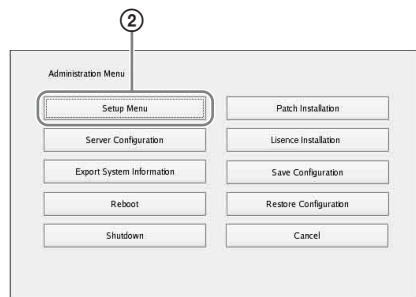 2
Administration Menu
Setup Menu
Patch Installation
Server Configuration
Lisence Installation
Export System Information
Save Configuration
Reboot
Restore Configuration
Shutdown
Cancel